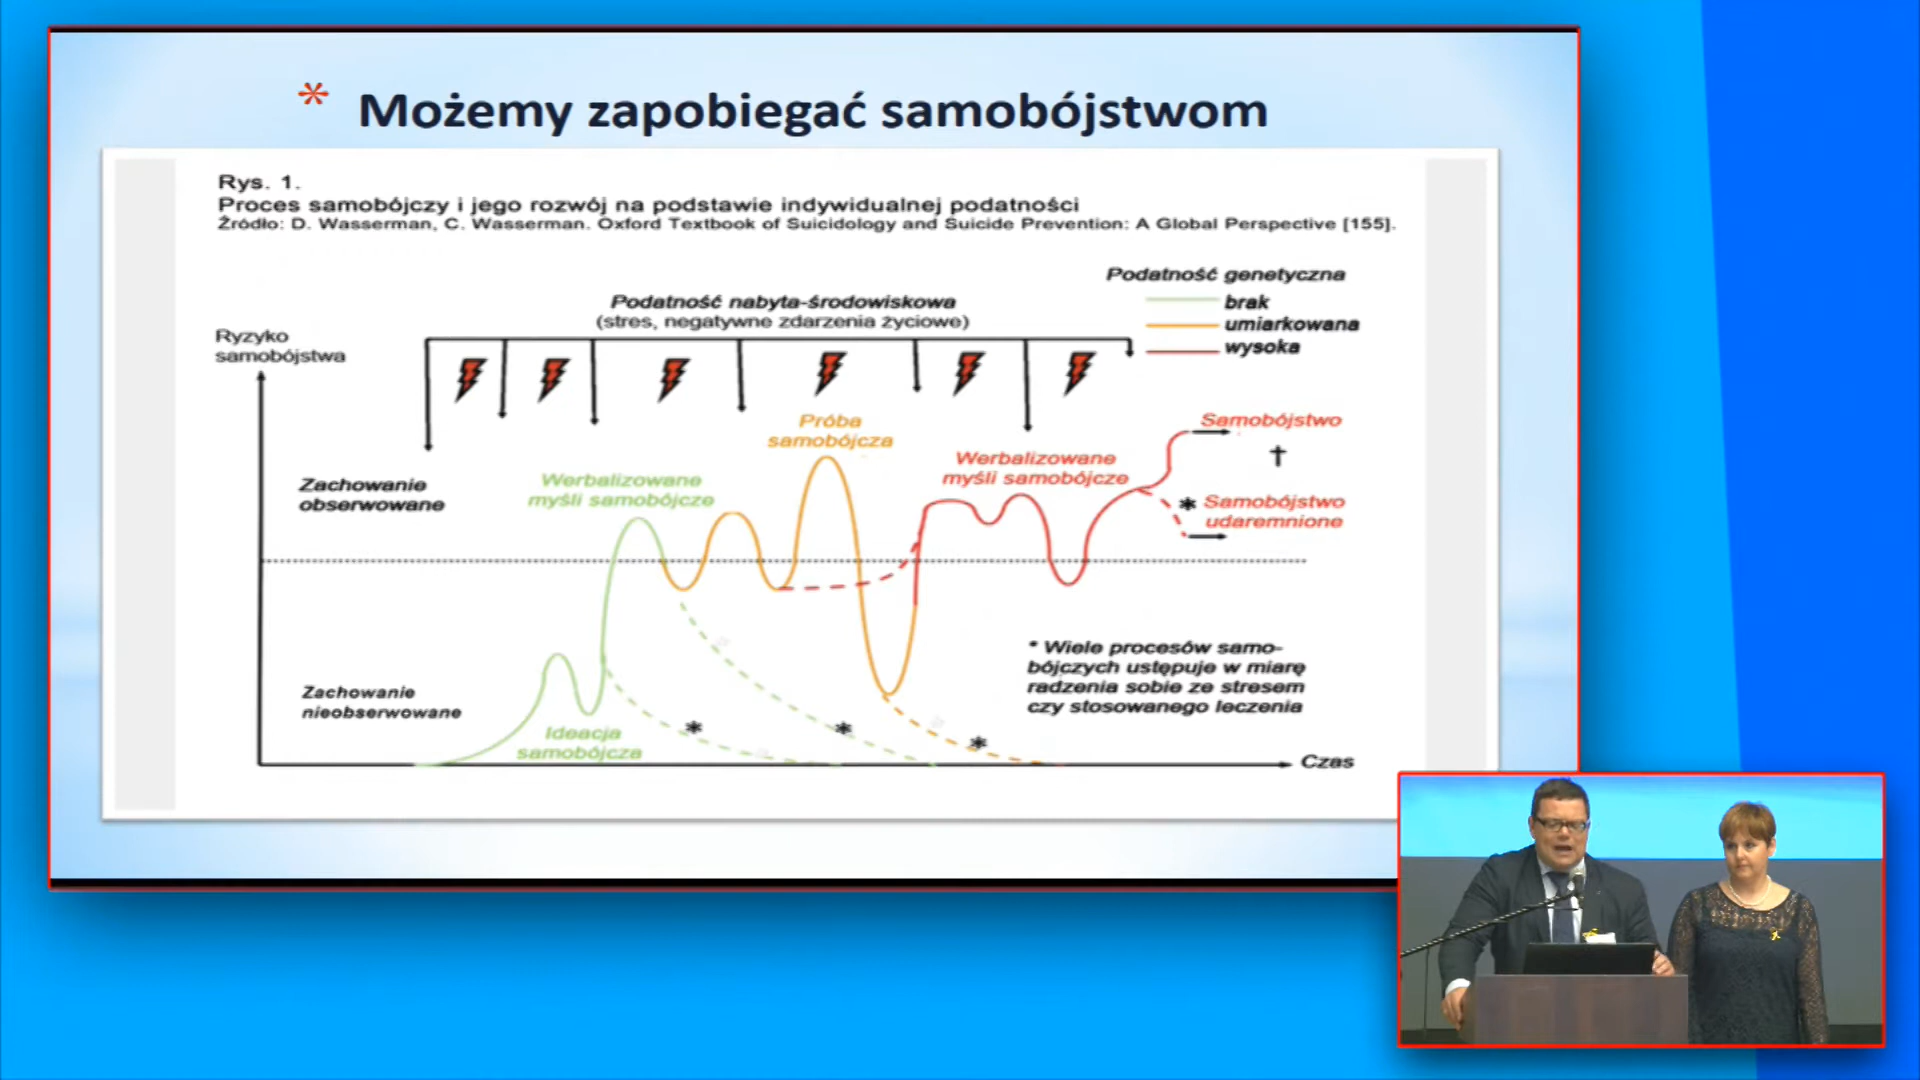 * Możemy zapobiegać samobójstwom
Rys. 1.
Proces samobójczy i jego rozwój na podstawie indywidualnej podatności
Źródło: D. Wasserman, C. Wasserman. Oxford Textbook of Suicidology and Suicide Prevention: A Global Perspective [155].
Podatność genetyczna
brak
umiarkowana
wysoka
Podatność nabyta-środowiskowa
(stres, negatywne zdarzenia życiowe)
Ryzyko
samobójstwa
Próba
samobójcza
Samobójstwo
†
Werbalizowane
myśli samobójcze
Werbalizowane
myśli samobójcze
Zachowanie
obserwowane
* Samobójstwo
udaremnione
* Wiele procesów samo-
bójczych ustępuje w miarę
radzenia sobie ze stresem
czy stosowanego leczenia
Zachowanie
nieobserwowane
Ideacja
samobójcza
*
*
*
Czas